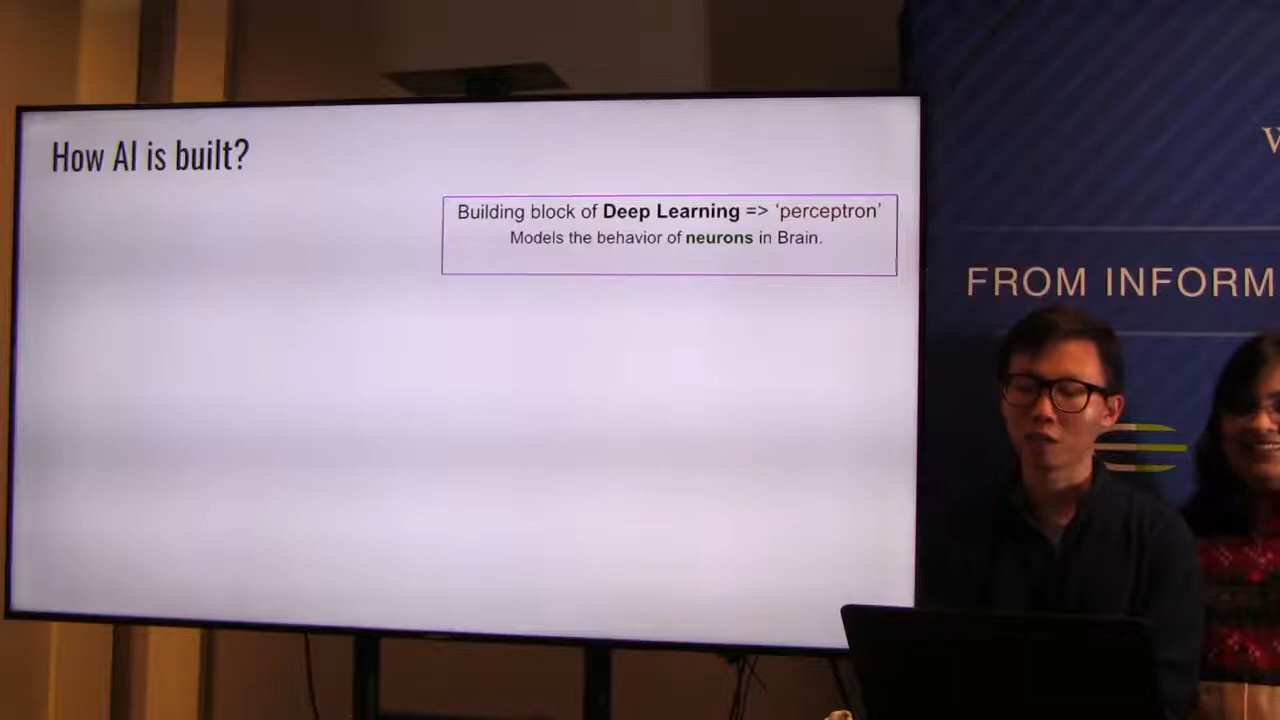 How AI is built?
Building block of Deep Learning => ‘perceptron’
Models the behavior of neurons in Brain.
FROM INFORM